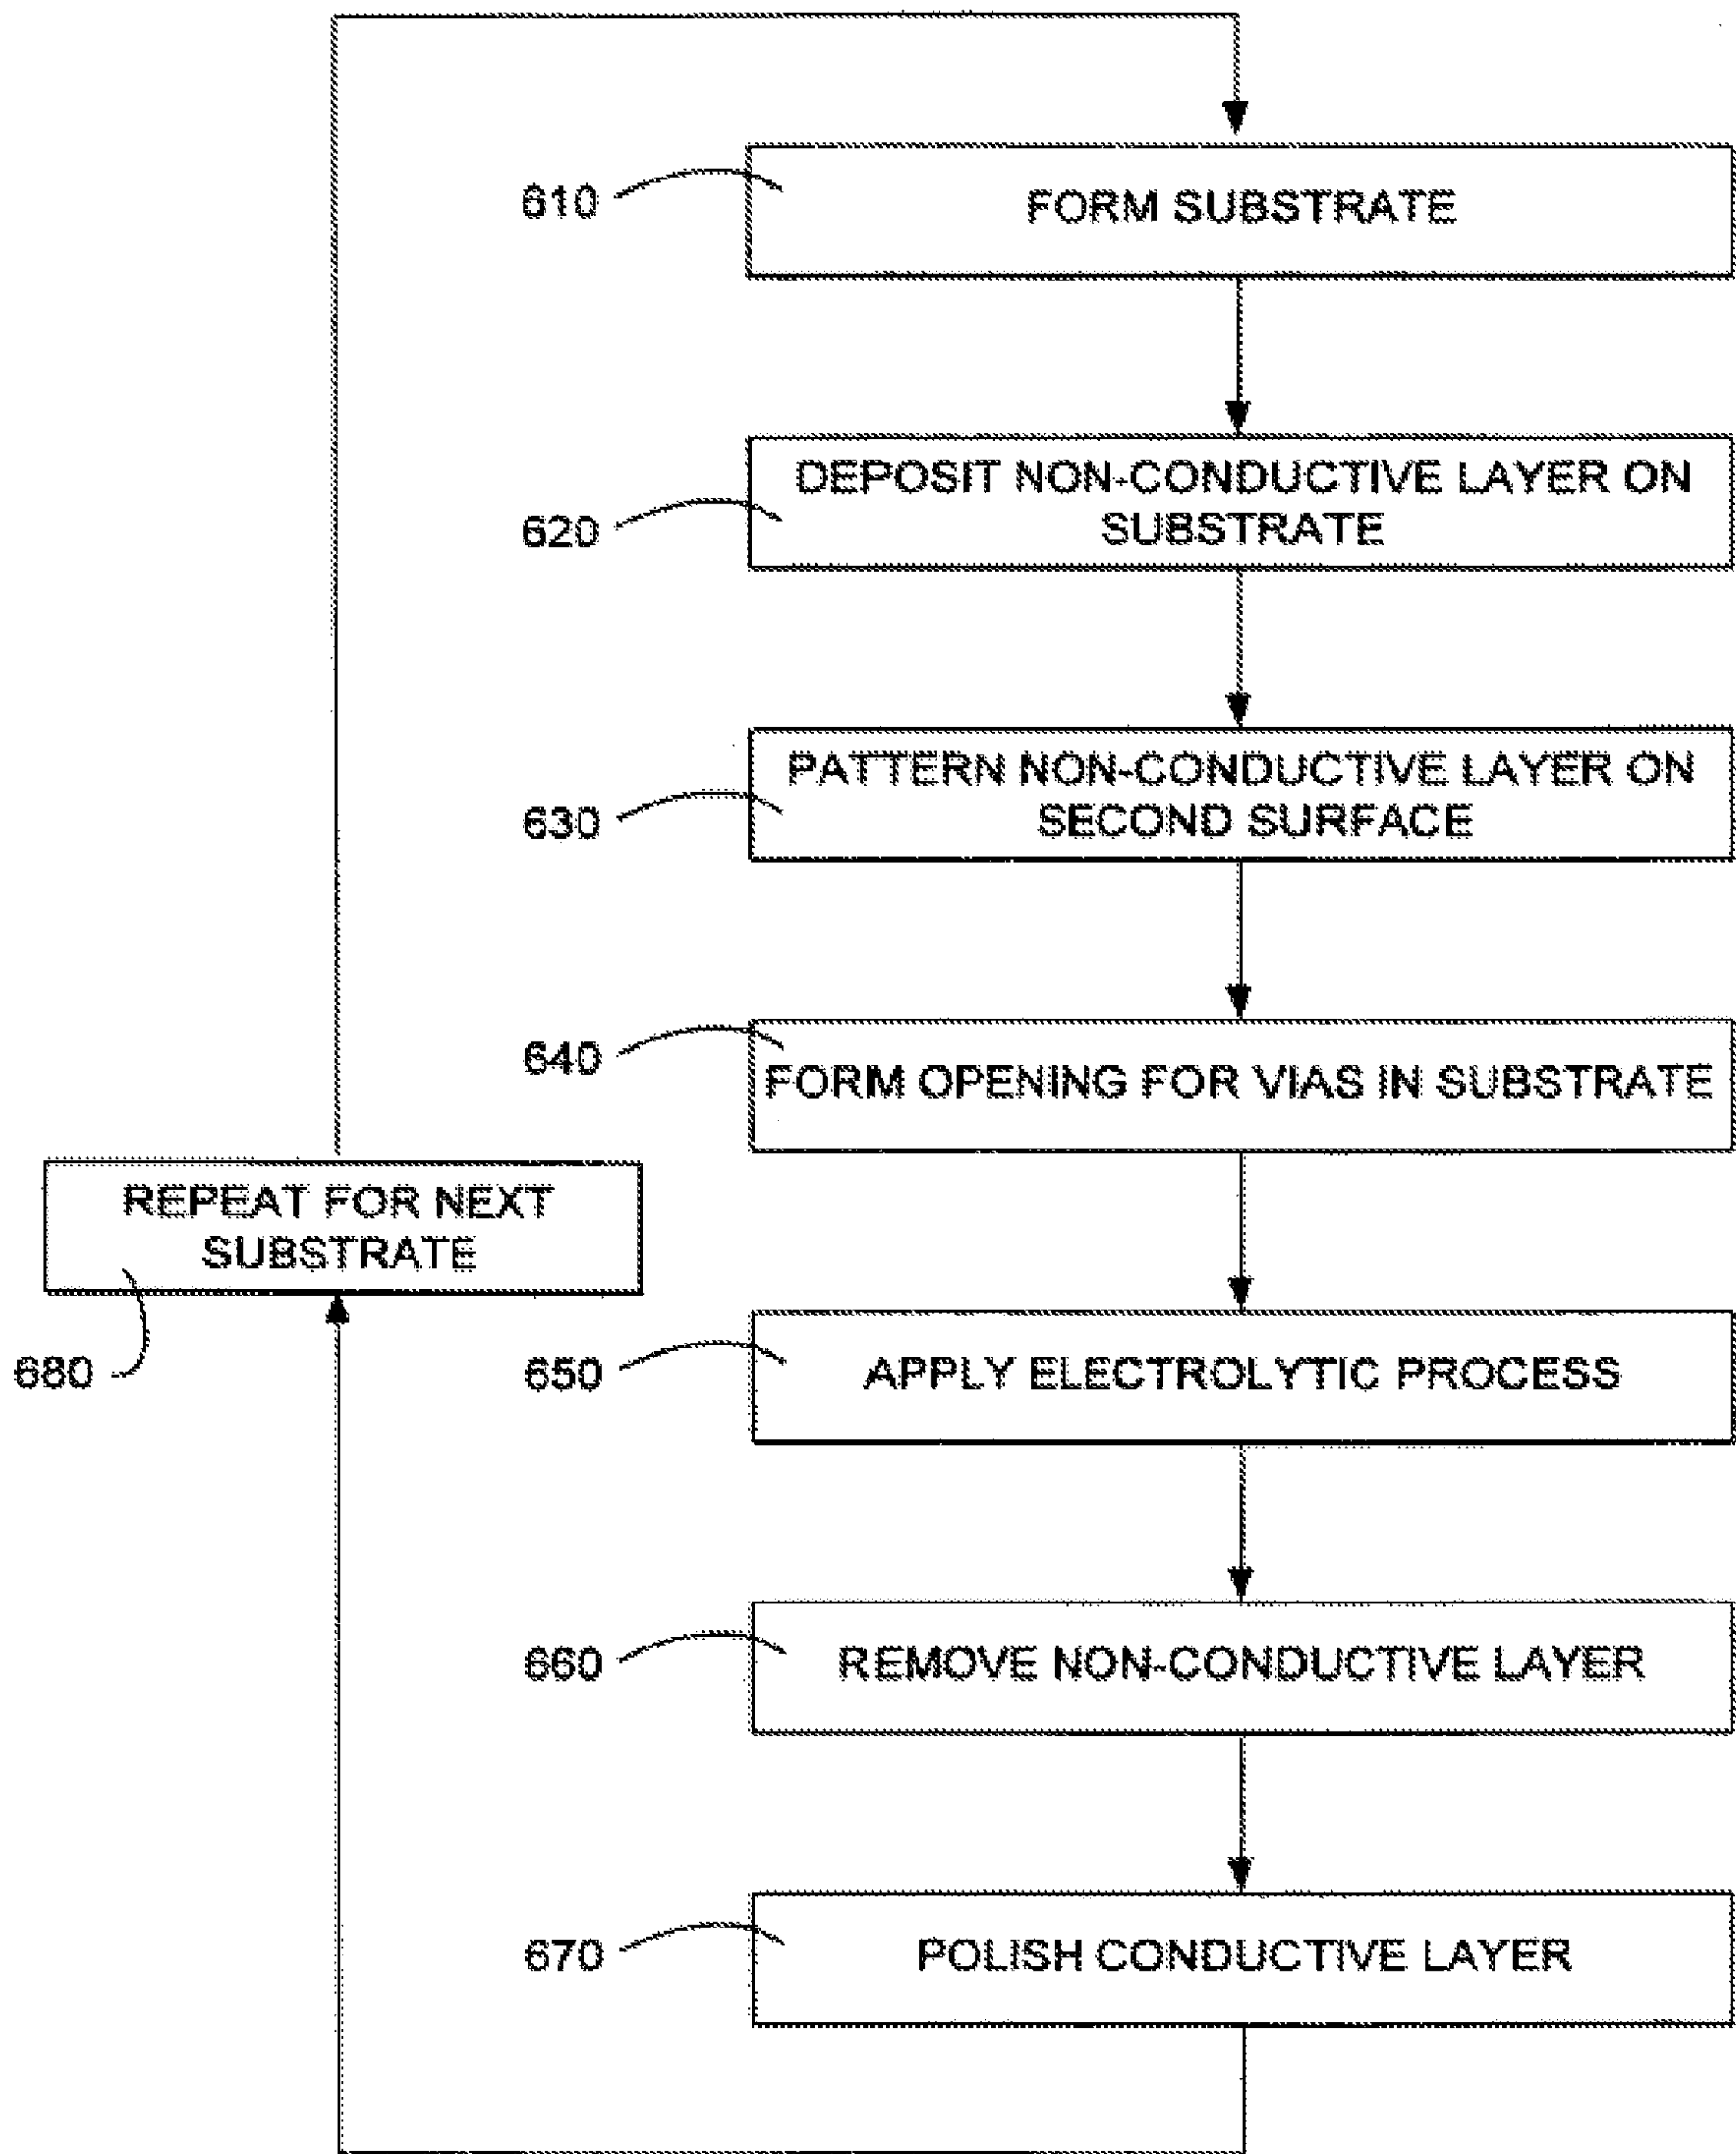 610
FORM SUBSTRATE
620
DEPOSIT NON-CONDUCTIVE LAYER ON
SUBSTRATE
630
PATTERN NON-CONDUCTIVE LAYER ON
SECOND SURFACE
640
FORM OPENING FOR VIAS IN SUBSTRATE
REPEAT FOR NEXT
SUBSTRATE
680
650
APPLY ELECTROLYTIC PROCESS
660
REMOVE NON-CONDUCTIVE LAYER
670
POLISH CONDUCTIVE LAYER